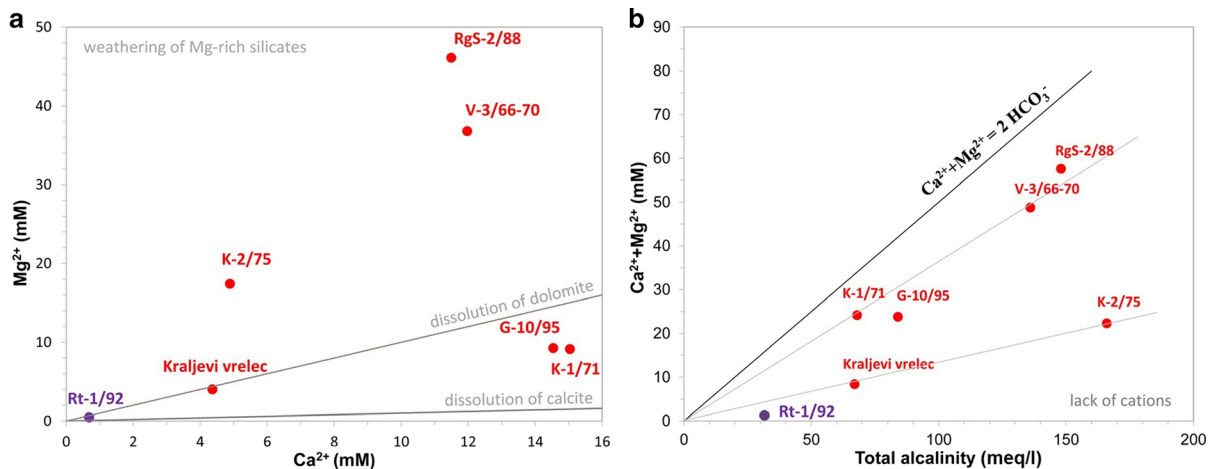 a
50
40
30
20
10
0
Mg²⁺ (mM)
weathering of Mg-rich silicates
RgS-2/88
V-3/66-70
K-2/75
dissolution of dolomite
G-10/95
K-1/71
Kraljevi vrelec
Rt-1/92
dissolution of calcite
0 2 4 6 8 10 12 14 16
Ca²⁺ (mM)
b
90
80
70
60
50
40
30
20
10
0
Ca²⁺+Mg²⁺ (mM)
Ca²⁺+Mg²⁺ = 2 HCO₃⁻
RgS-2/88
V-3/66-70
K-1/71
G-10/95
K-2/75
Kraljevi vrelec
Rt-1/92
lack of cations
0 50 100 150 200
Total alcalinity (meq/l)